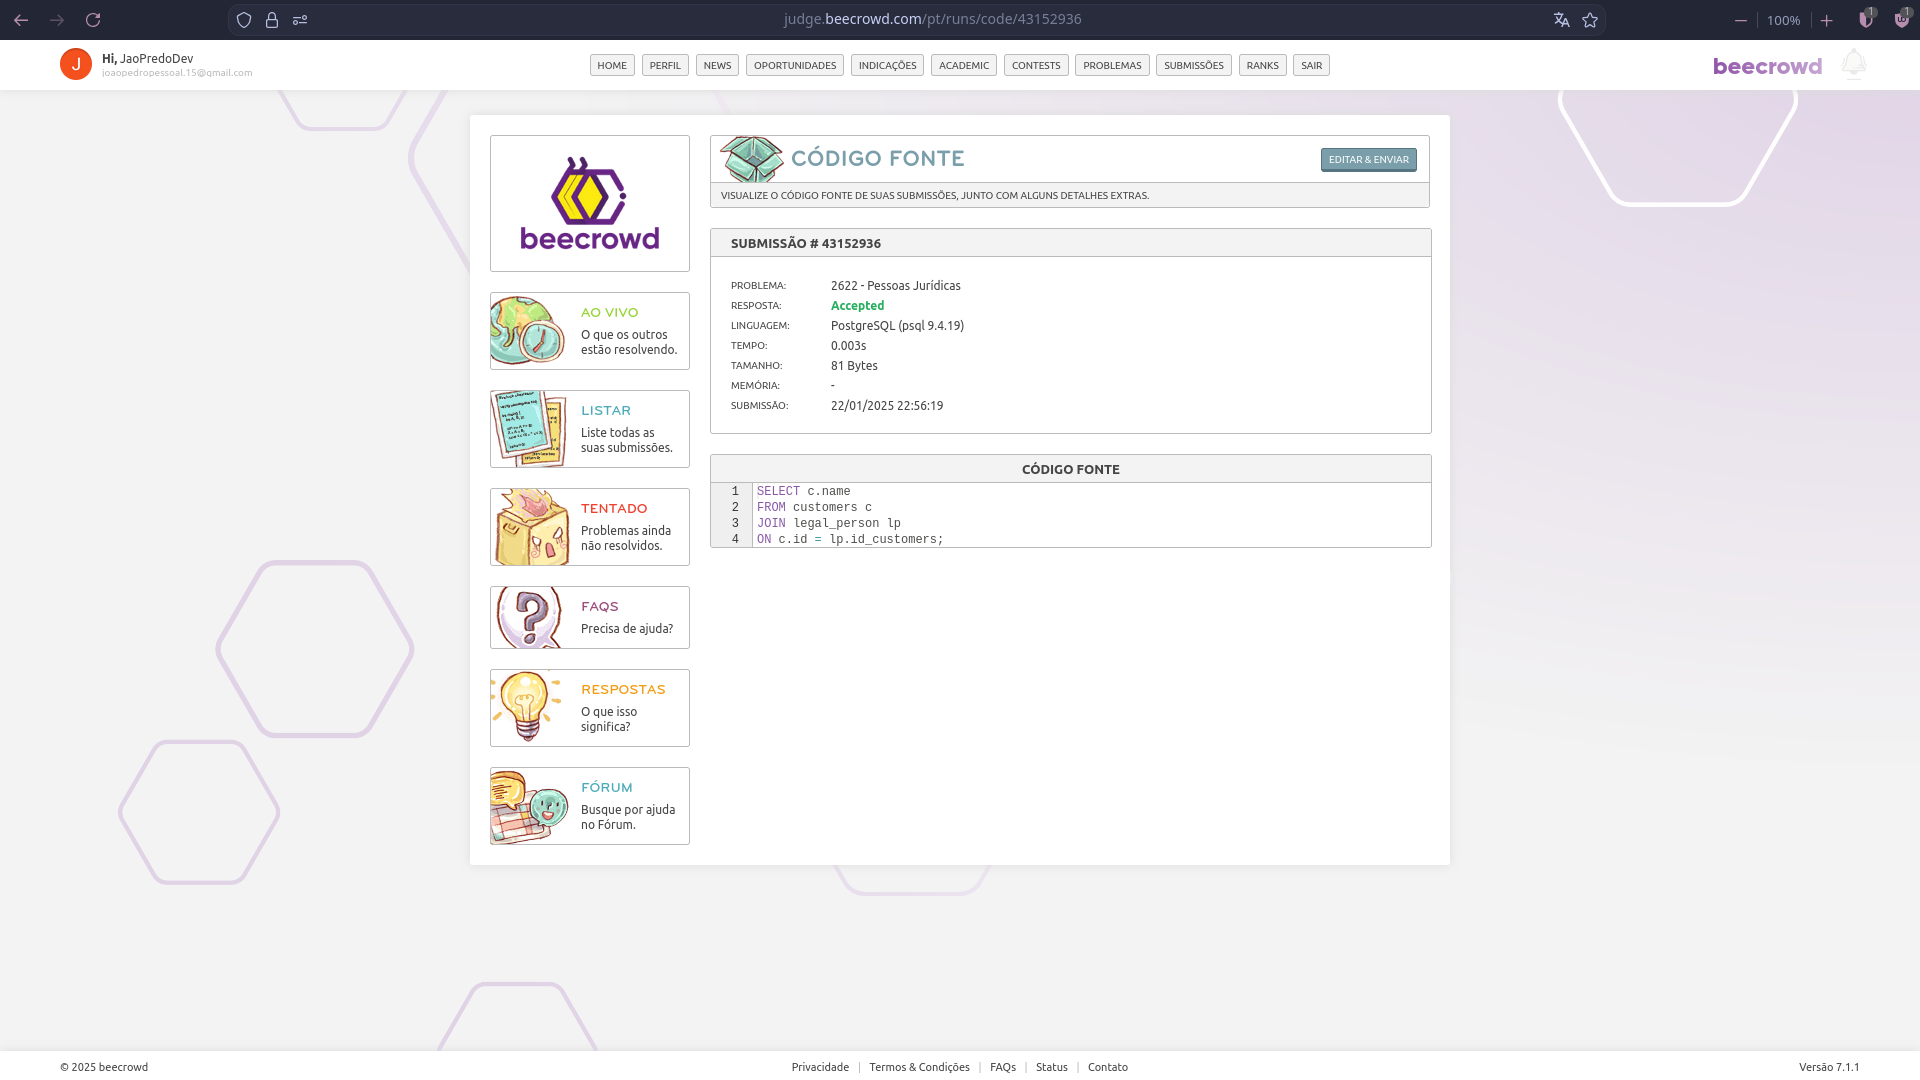 judge.beecrowd.com/pt/runs/code/43152936
100%
1
1
J
Hi, JaoPredoDev
joaopedropessoal.15@gmail.com
HOME
PERFIL
NEWS
OPORTUNIDADES
INDICAÇÕES
ACADEMIC
CONTESTS
PROBLEMAS
SUBMISSÕES
RANKS
SAIR
beecrowd
beecrowd
AO VIVO
O que os outros
estão resolvendo.
LISTAR
Liste todas as
suas submissões.
TENTADO
Problemas ainda
não resolvidos.
FAQS
Precisa de ajuda?
RESPOSTAS
O que isso
significa?
FÓRUM
Busque por ajuda
no Fórum.
CÓDIGO FONTE
EDITAR & ENVIAR
VISUALIZE O CÓDIGO FONTE DE SUAS SUBMISSÕES, JUNTO COM ALGUNS DETALHES EXTRAS.
SUBMISSÃO # 43152936
PROBLEMA: 2622 - Pessoas Jurídicas
RESPOSTA: Accepted
LINGUAGEM: PostgreSQL (psql 9.4.19)
TEMPO: 0.003s
TAMANHO: 81 Bytes
MEMÓRIA: -
SUBMISSÃO: 22/01/2025 22:56:19
CÓDIGO FONTE
1 SELECT c.name
2 FROM customers c
3 JOIN legal_person lp
4 ON c.id = lp.id_customers;
© 2025 beecrowd
Privacidade | Termos & Condições | FAQs | Status | Contato
Versão 7.1.1